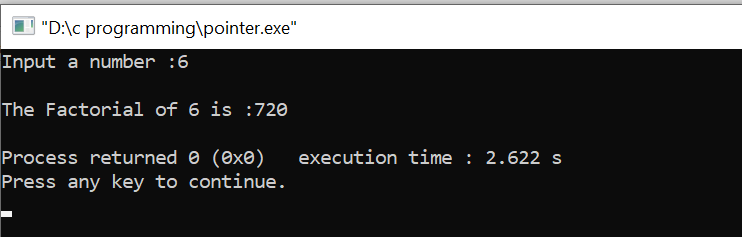 "D:\c programming\pointer.exe"
Input a number :6
The Factorial of 6 is :720
Process returned 0 (0x0)   execution time : 2.622 s
Press any key to continue.